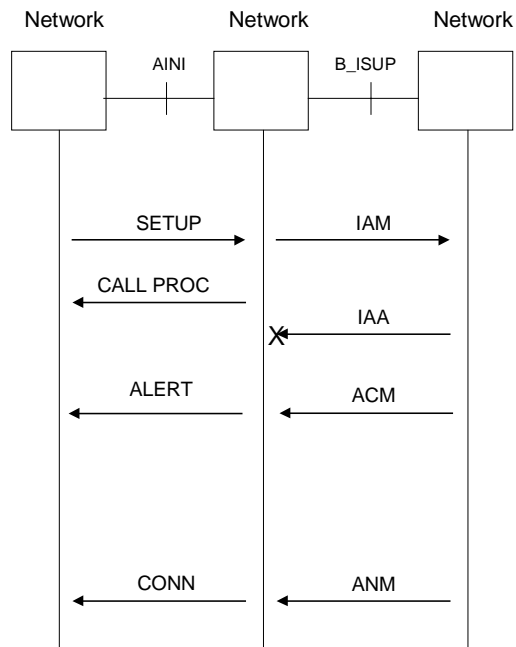 Network Network Network
AINI B_ISUP
SETUP IAM
CALL PROC
X IAA
ALERT ACM
CONN ANM